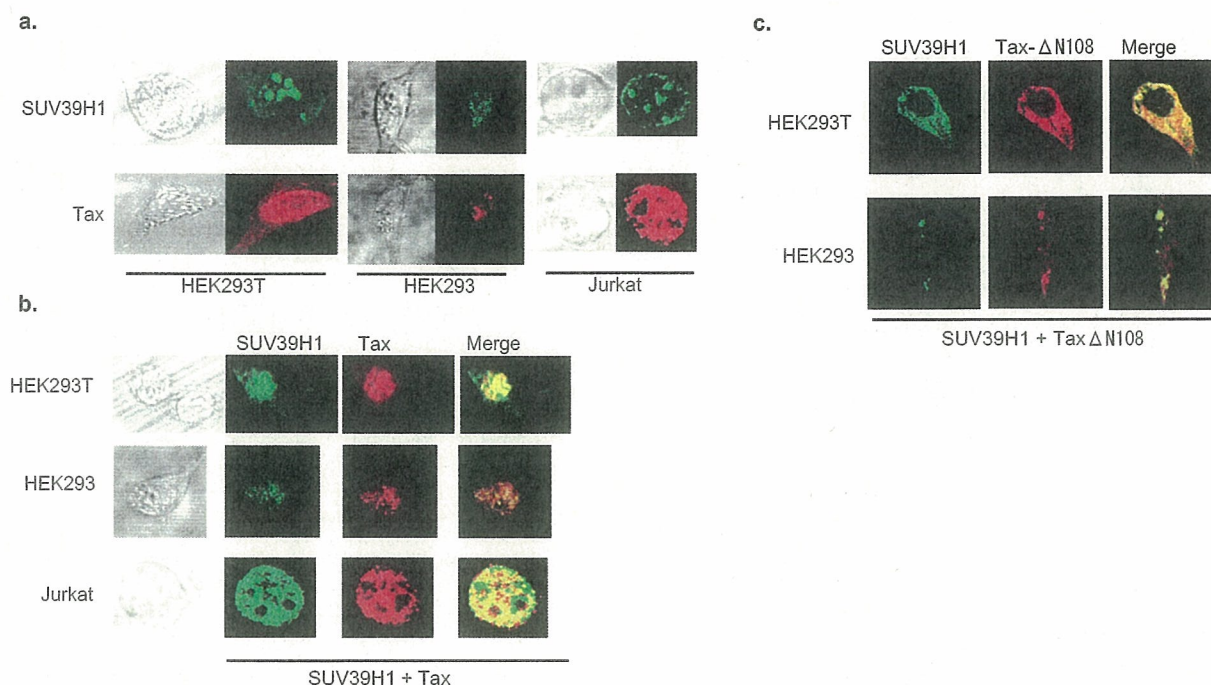 a.
SUV39H1
Tax
HEK293T
HEK293
Jurkat
b.
SUV39H1 Tax Merge
HEK293T
HEK293
Jurkat
SUV39H1 + Tax
c.
SUV39H1 Tax-ΔN108 Merge
HEK293T
HEK293
SUV39H1 + TaxΔN108